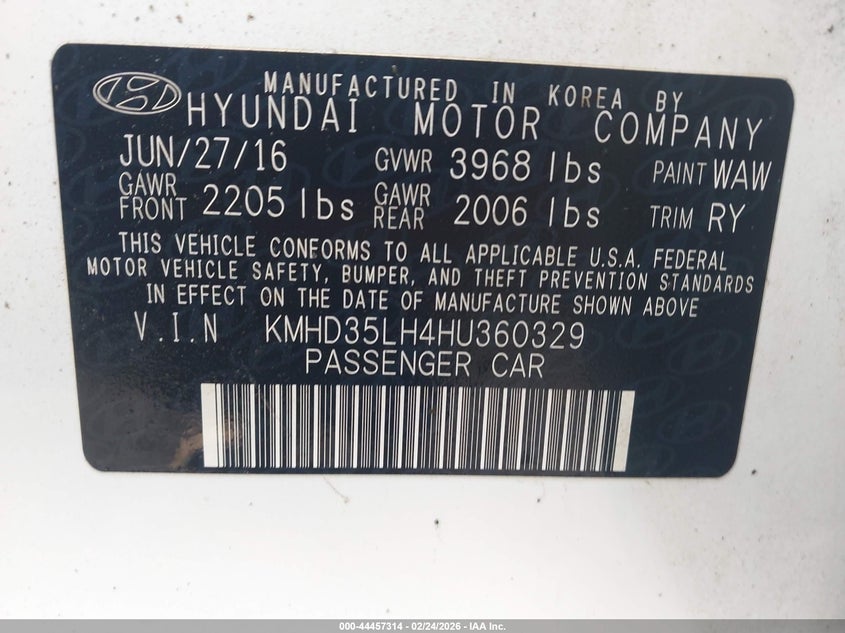 MANUFACTURED IN KOREA BY
HYUNDAI MOTOR COMPANY
JUN/27/16 GVWR 3968 lbs PAINT WAW
GAWR FRONT 2205 lbs GAWR REAR 2006 lbs TRIM RY
THIS VEHICLE CONFORMS TO ALL APPLICABLE U.S.A. FEDERAL
MOTOR VEHICLE SAFETY, BUMPER, AND THEFT PREVENTION STANDARDS
IN EFFECT ON THE DATE OF MANUFACTURE SHOWN ABOVE
V.I.N KMHD35LH4HU360329
PASSENGER CAR
000-44457314 - 02/24/2026 - IAA Inc.